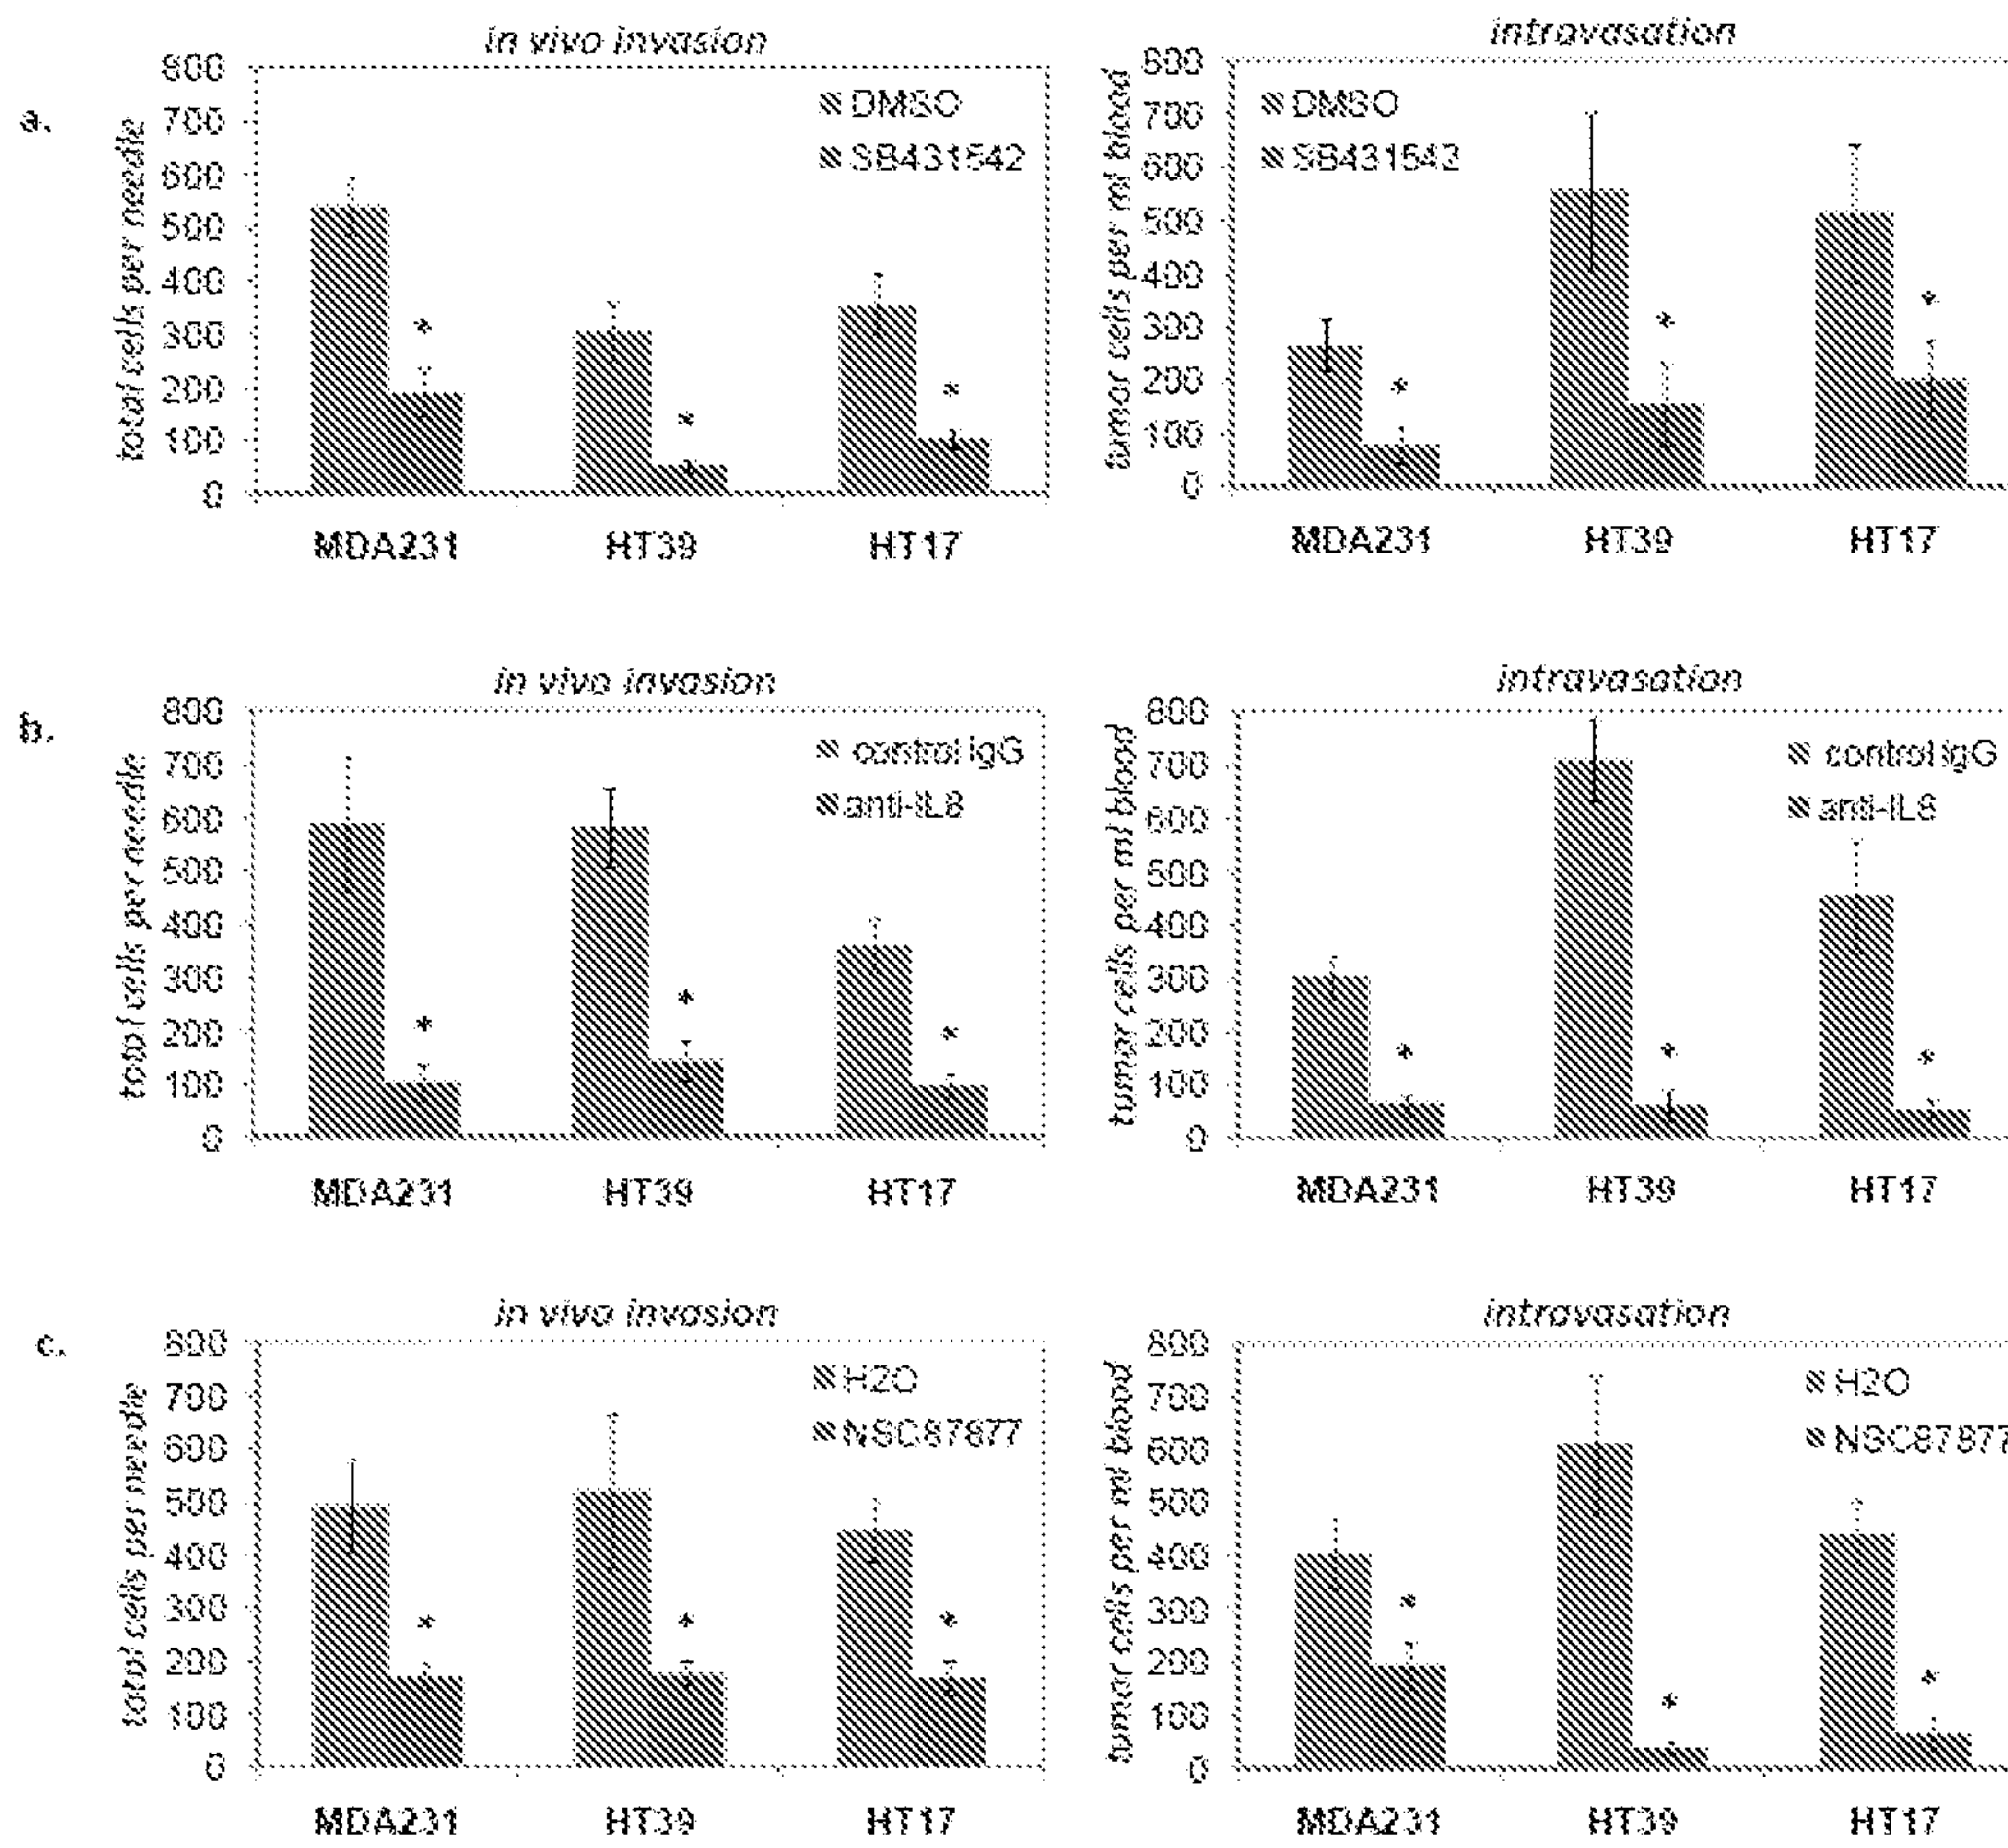 a.
in vivo invasion
total cells per needle
800
700
600
500
400
300
200
100
0
DMSO
SB431542
*
*
*
MDA231 HT39 HT17
intravasation
tumor cells per ml blood
800
700
600
500
400
300
200
100
0
DMSO
SB431542
*
*
*
MDA231 HT39 HT17
b.
in vivo invasion
total cells per needle
800
700
600
500
400
300
200
100
0
control IgG
anti-IL8
*
*
*
MDA231 HT39 HT17
intravasation
tumor cells per ml blood
800
700
600
500
400
300
200
100
0
control IgG
anti-IL8
*
*
*
MDA231 HT39 HT17
c.
in vivo invasion
total cells per needle
800
700
600
500
400
300
200
100
0
H2O
NSC87877
*
*
*
MDA231 HT39 HT17
intravasation
tumor cells per ml blood
800
700
600
500
400
300
200
100
0
H2O
NSC87877
*
*
*
MDA231 HT39 HT17